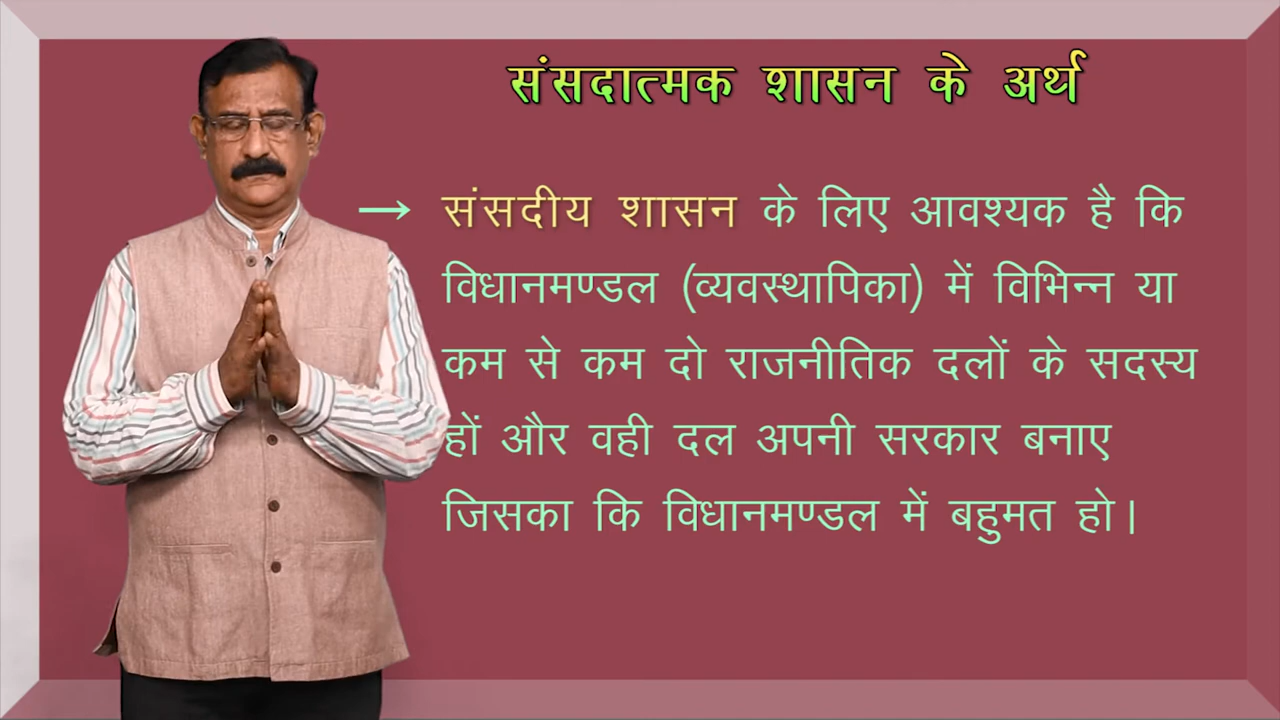 संसदात्मक शासन के अर्थ
→ संसदीय शासन के लिए आवश्यक है कि
विधानमण्डल (व्यवस्थापिका) में विभिन्न या
कम से कम दो राजनीतिक दलों के सदस्य
हों और वही दल अपनी सरकार बनाए
जिसका कि विधानमण्डल में बहुमत हो।